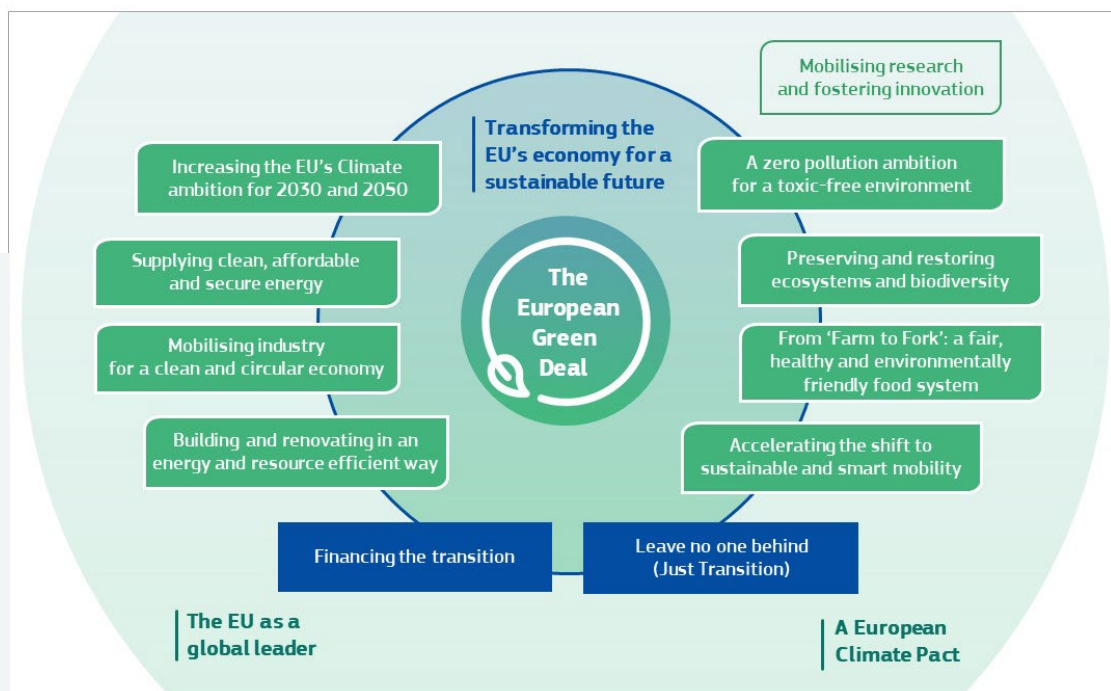 Mobilising research
and fostering innovation
Transforming the
EU's economy for a
sustainable future
Increasing the EU's Climate
ambition for 2030 and 2050
A zero pollution ambition
for a toxic-free environment
Supplying clean, affordable
and secure energy
Preserving and restoring
ecosystems and biodiversity
The
European
Green
Deal
Mobilising industry
for a clean and circular economy
From ‘Farm to Fork’: a fair,
healthy and environmentally
friendly food system
Building and renovating in an
energy and resource efficient way
Accelerating the shift to
sustainable and smart mobility
Financing the transition
Leave no one behind
(Just Transition)
The EU as a
global leader
A European
Climate Pact